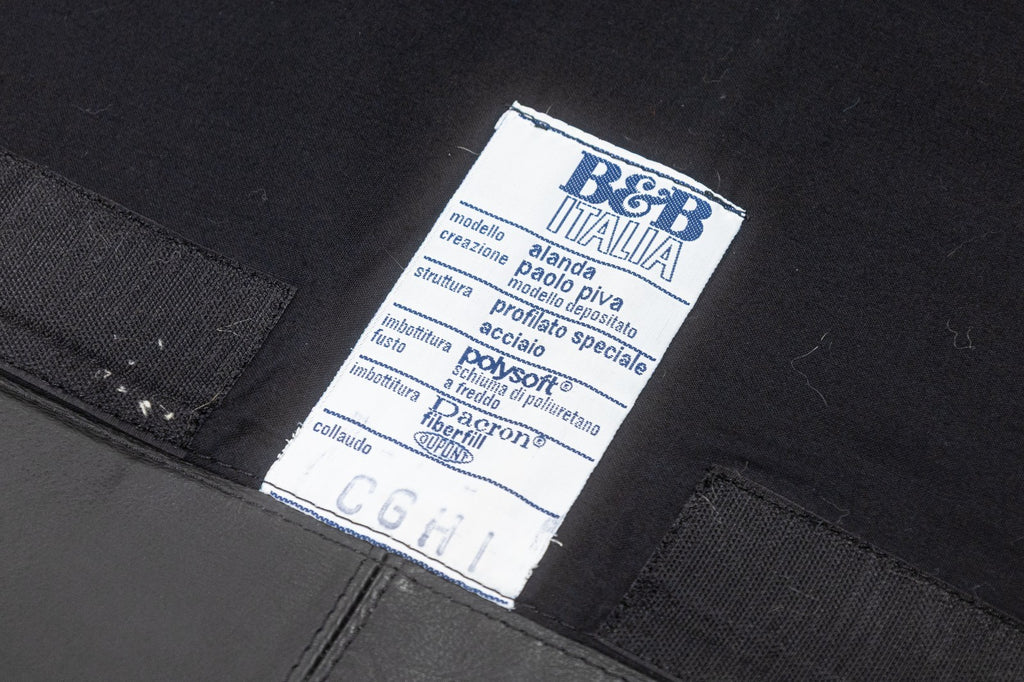 B&B
ITALIA
modello alanda
creazione paolo piva
modello depositato
struttura profilato speciale
acciaio
imbottitura polysoft®
fusto schiuma di poliuretano
a freddo
imbottitura Dacron®
fiberfill
DUPONT
collaudo
CGHI